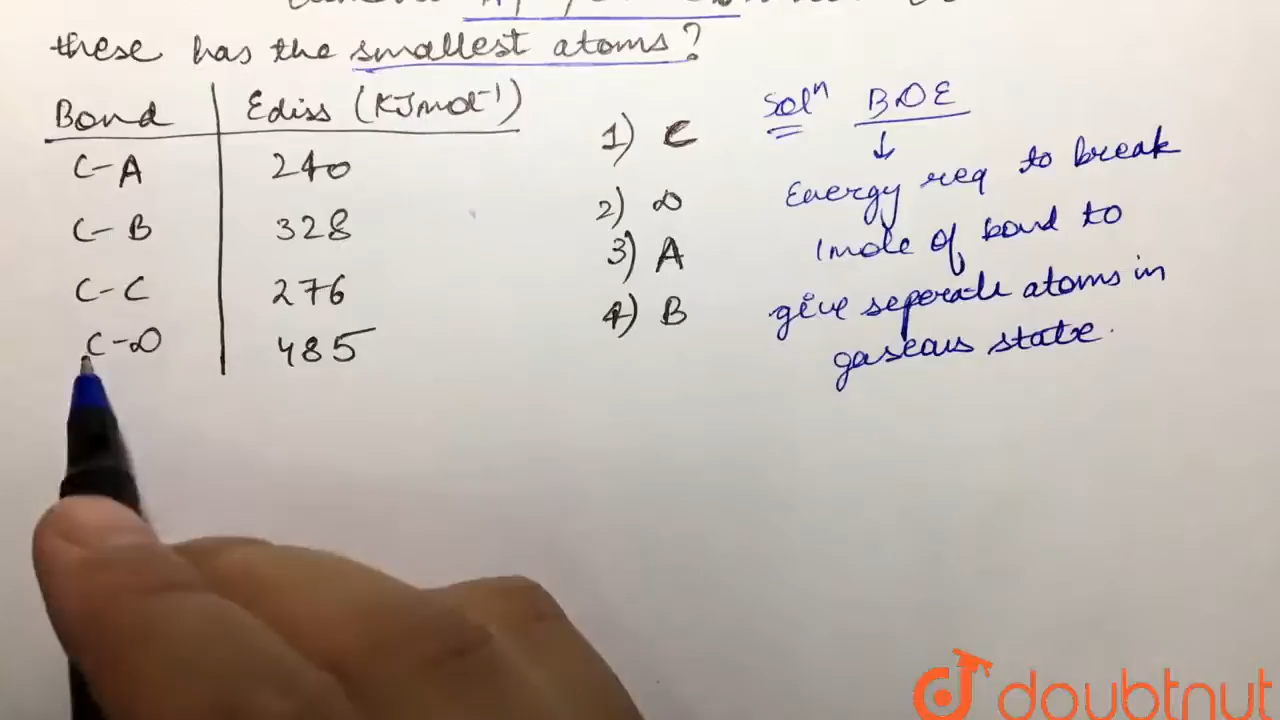 these has the smallest atoms?
Bond Ediss (KJmol-1)
C-A 240
C-B 328
C-C 276
C-D 485
1) C
2) D
3) A
4) B
Solⁿ BDE
↓
Energy req to break
1mole of bond to
give seperate atoms in
gaseous state.
doubtnut